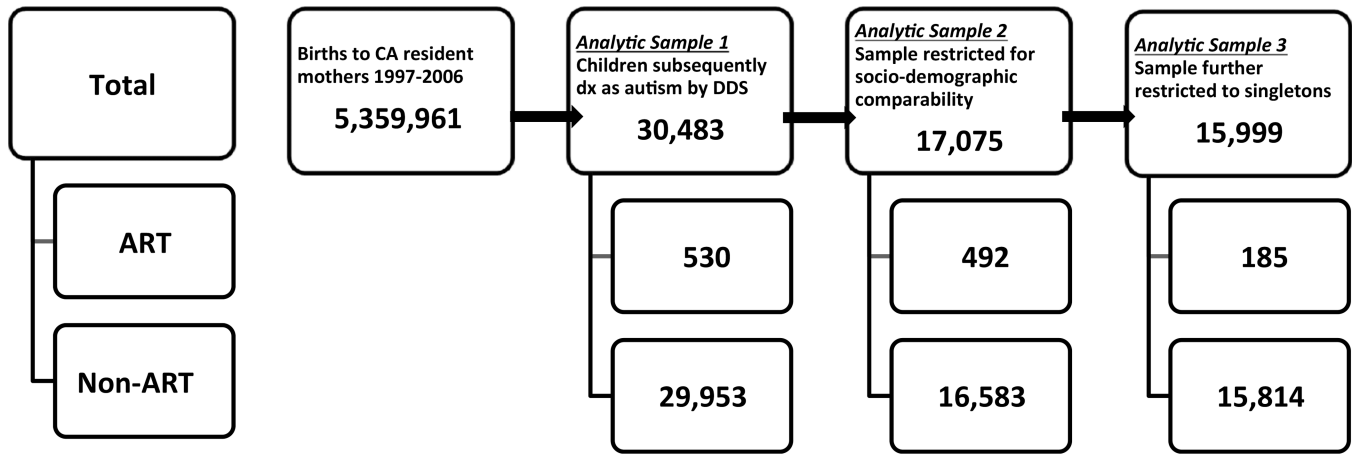 Total
ART
Non-ART
Births to CA resident
mothers 1997-2006
5,359,961
Analytic Sample 1
Children subsequently
dx as autism by DDS
30,483
530
29,953
Analytic Sample 2
Sample restricted for
socio-demographic
comparability
17,075
492
16,583
Analytic Sample 3
Sample further
restricted to singletons
15,999
185
15,814